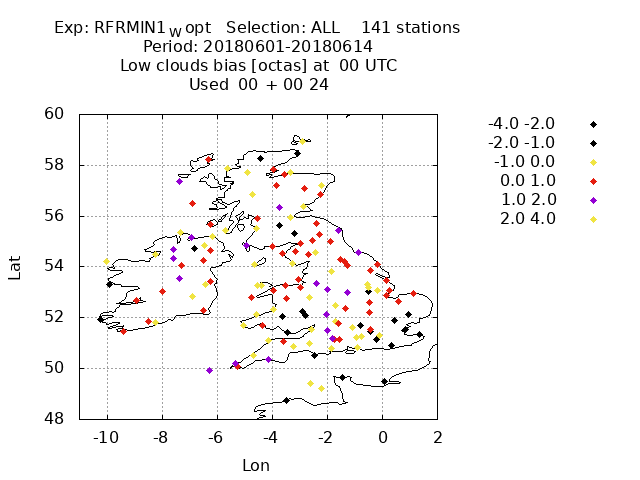 Exp: RFRMIN1 W opt Selection: ALL 141 stations
Period: 20180601-20180614
Low clouds bias [octas] at 00 UTC
Used 00 + 00 24
-4.0 -2.0
-2.0 -1.0
-1.0 0.0
0.0 1.0
1.0 2.0
2.0 4.0
60
58
56
54
52
50
48
Lat
-10 -8 -6 -4 -2 0 2
Lon